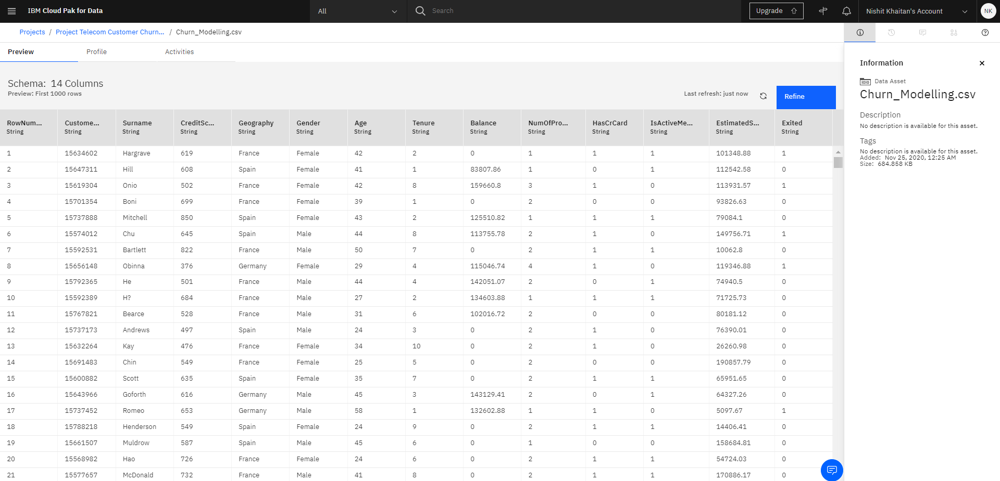 IBM Cloud Pak for Data All Search Upgrade Nishit Khaitan's Account NK
Projects / Project Telecom Customer Churn... / Churn_Modelling.csv
Preview Profile Activities
Schema: 14 Columns
Preview: First 1000 rows
Last refresh: just now Refine
RowNum... Custome... Surname CreditSc... Geography Gender Age Tenure Balance NumOfPro... HasCrCard IsActiveMe... EstimatedS... Exited
String String String String String String String String String String String String String String
1 15634602 Hargrave 619 France Female 42 2 0 1 1 1 101348.88 1
2 15647311 Hill 608 Spain Female 41 1 83807.86 1 0 1 112542.58 0
3 15619304 Onio 502 France Female 42 8 159660.8 3 1 0 113931.57 1
4 15701354 Boni 699 France Female 39 1 0 2 0 0 93826.63 0
5 15737888 Mitchell 850 Spain Female 43 2 125510.82 1 1 1 79084.1 0
6 15574012 Chu 645 Spain Male 44 8 113755.78 2 1 0 149756.71 1
7 15592531 Bartlett 822 France Male 50 7 0 2 1 1 10062.8 0
8 15656148 Obinna 376 Germany Female 29 4 115046.74 4 1 0 119346.88 1
9 15792365 He 501 France Male 44 4 142051.07 2 0 1 74940.5 0
10 15592389 H? 684 France Male 27 2 134603.88 1 1 1 71725.73 0
11 15767821 Bearce 528 France Male 31 6 102016.72 2 0 0 80181.12 0
12 15737173 Andrews 497 Spain Male 24 3 0 2 1 0 76390.01 0
13 15632264 Kay 476 France Female 34 10 0 2 1 0 26260.98 0
14 15691483 Chin 549 France Female 25 5 0 2 0 0 190857.79 0
15 15600882 Scott 635 Spain Female 35 7 0 2 1 1 65951.65 0
16 15643966 Goforth 616 Germany Male 45 3 143129.41 2 0 1 64327.26 0
17 15737452 Romeo 653 Germany Male 58 1 132602.88 1 1 0 5097.67 1
18 15788218 Henderson 549 Spain Female 24 9 0 2 1 1 14406.41 0
19 15661507 Muldrow 587 Spain Male 45 6 0 1 0 0 158684.81 0
20 15568982 Hao 726 France Female 24 6 0 2 1 1 54724.03 0
21 15577657 McDonald 732 France Male 41 8 0 2 1 1 170886.17 0
Information
Data Asset
Churn_Modelling.csv
Description
No description is available for this asset.
Tags
No description is available for this asset.
Added: Nov 25, 2020, 12:25 AM
Size: 684.858 KB